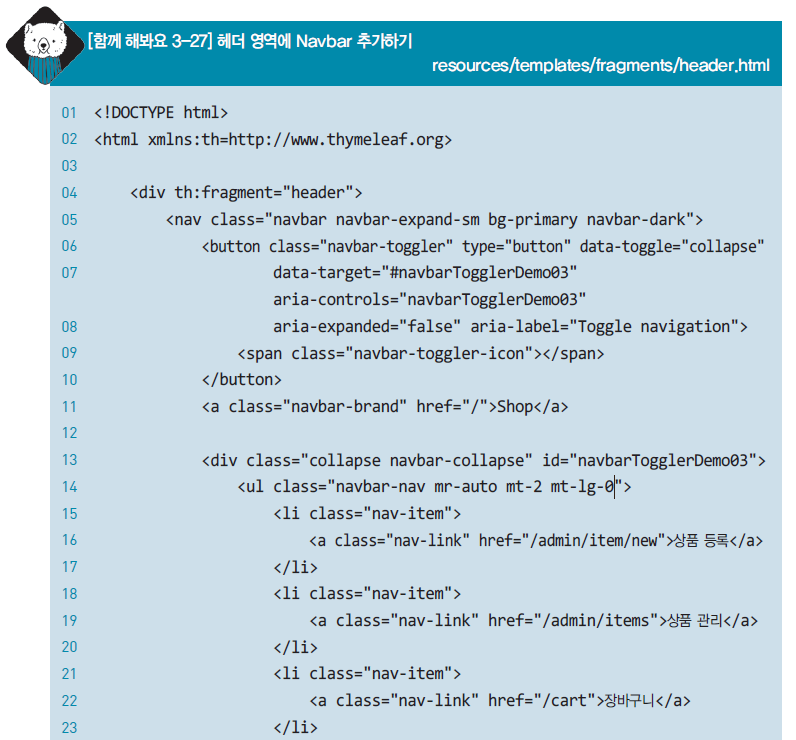 [함께 해봐요 3-27] 헤더 영역에 Navbar 추가하기
resources/templates/fragments/header.html
01 <!DOCTYPE html>
02 <html xmlns:th=http://www.thymeleaf.org>
03
04     <div th:fragment="header">
05         <nav class="navbar navbar-expand-sm bg-primary navbar-dark">
06             <button class="navbar-toggler" type="button" data-toggle="collapse"
07                     data-target="#navbarTogglerDemo03"
                    aria-controls="navbarTogglerDemo03"
08                     aria-expanded="false" aria-label="Toggle navigation">
09                 <span class="navbar-toggler-icon"></span>
10             </button>
11             <a class="navbar-brand" href="/">Shop</a>
12
13             <div class="collapse navbar-collapse" id="navbarTogglerDemo03">
14                 <ul class="navbar-nav mr-auto mt-2 mt-lg-0">
15                     <li class="nav-item">
16                         <a class="nav-link" href="/admin/item/new">상품 등록</a>
17                     </li>
18                     <li class="nav-item">
19                         <a class="nav-link" href="/admin/items">상품 관리</a>
20                     </li>
21                     <li class="nav-item">
22                         <a class="nav-link" href="/cart">장바구니</a>
23                     </li>